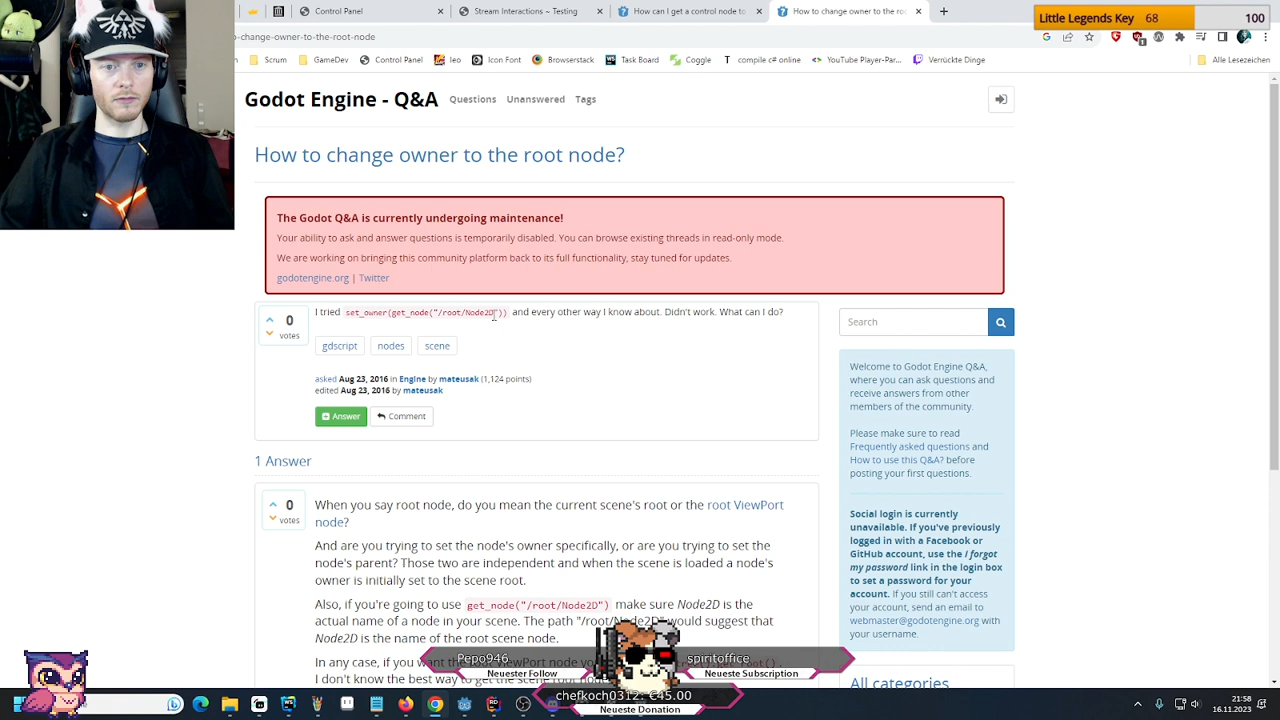 Control Panel
Stream Interactions ~ Testing
How can I get a control node to
How to change owner to the roo
Little Legends Key 68 100
-change-owner-to-the-root-node
Scrum
GameDev
Control Panel
leo
Icon Font
Browserstack
Task Board
Coggle
compile c# online
YouTube Player-Par...
Verrückte Dinge
Alle Lesezeichen
Godot Engine - Q&A
Questions
Unanswered
Tags
How to change owner to the root node?
The Godot Q&A is currently undergoing maintenance!
Your ability to ask and answer questions is temporarily disabled. You can browse existing threads in read-only mode.
We are working on bringing this community platform back to its full functionality, stay tuned for updates.
godotengine.org | Twitter
0
votes
I tried set_owner(get_node("/root/Node2D")) and every other way I know about. Didn't work. What can I do?
gdscript
nodes
scene
asked Aug 23, 2016 in Engine by mateusak (1,124 points)
edited Aug 23, 2016 by mateusak
Answer
Comment
Search
Welcome to Godot Engine Q&A,
where you can ask questions and
receive answers from other
members of the community.
Please make sure to read
Frequently asked questions and
How to use this Q&A? before
posting your first questions.
Social login is currently
unavailable. If you've previously
logged in with a Facebook or
GitHub account, use the I forgot
my password link in the login box
to set a password for your
account. If you still can't access
your account, send an email to
webmaster@godotengine.org with
your username.
All categories
1 Answer
0
votes
When you say root node, do you mean the current scene's root or the root ViewPort
node?
And are you trying to set the node's owner specifically, or are you trying to set the
node's parent? Those two are independent and when the scene is loaded a node's
owner is initially set to the scene root.
Also, if you're going to use get_node("/root/Node2D") make sure Node2D is the
actual name of a node in your scene. The path "/root/Node2D" would suggest that
Node2D is the name of the root scene node.
In any case, if you want the ViewPort node you
I don't know the best way to get the scene root node
Pepo946
Neuester Follow
spiritoffice
Neueste Subscription
chefkoch0312: €45.00
Neueste Donation
21:58
16.11.2023